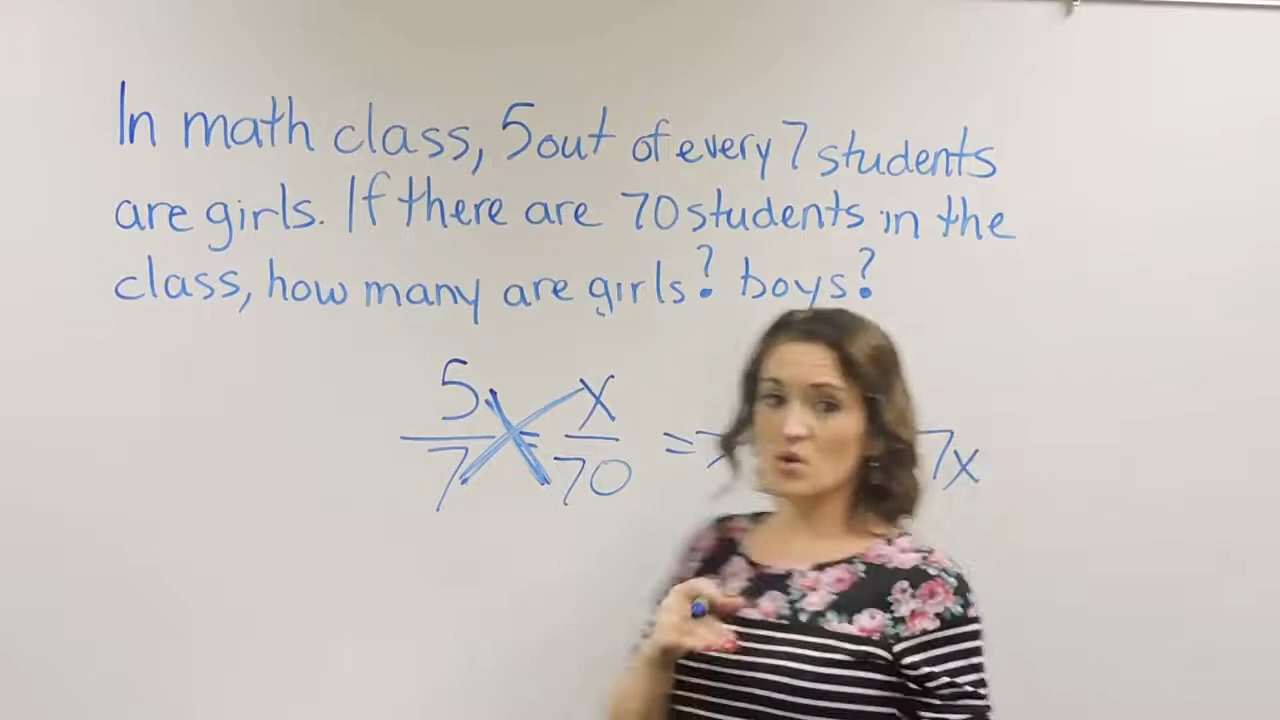 In math class, 5 out of every 7 students
are girls. If there are 70 students in the
class, how many are girls? boys?
5 x
7 = 70 = 7x